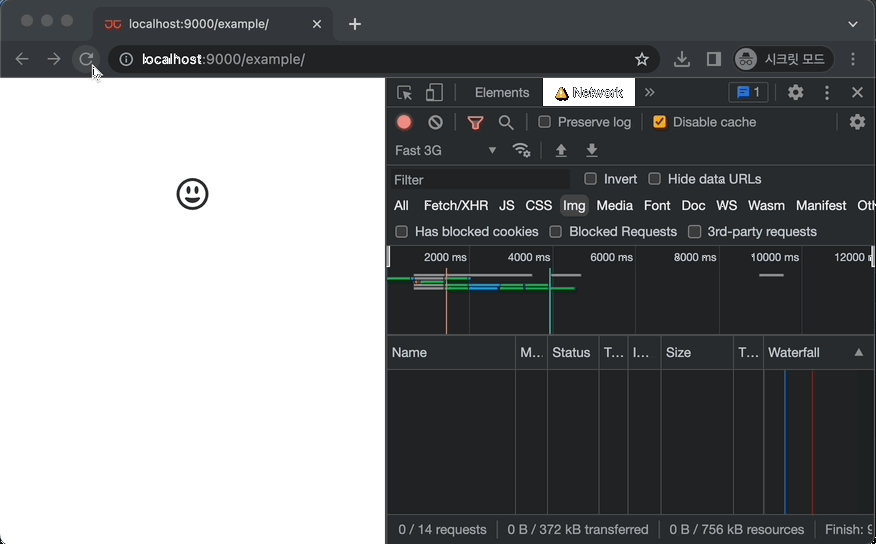 localhost:9000/example/
localhost:9000/example/
시크릿 모드
Elements
Network
1
Preserve log
Disable cache
Fast 3G
Filter
Invert
Hide data URLs
All
Fetch/XHR
JS
CSS
Img
Media
Font
Doc
WS
Wasm
Manifest
Oth
Has blocked cookies
Blocked Requests
3rd-party requests
2000 ms
4000 ms
6000 ms
8000 ms
10000 ms
12000
Name
M...
Status
T...
I...
Size
T...
Waterfall
0 / 14 requests
0 B / 372 kB transferred
0 B / 756 kB resources
Finish: